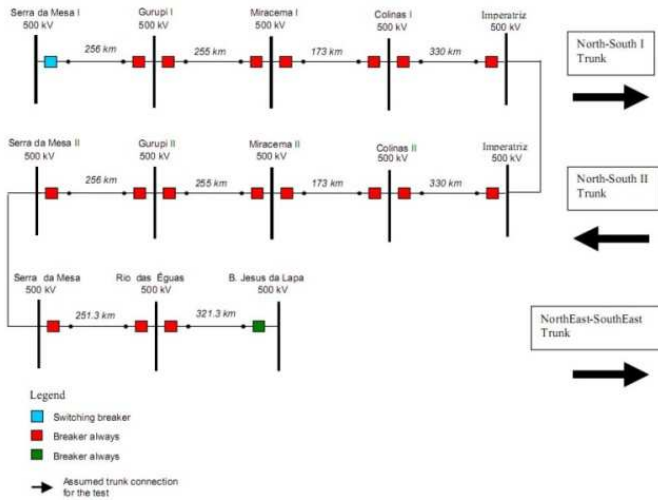 Serra da Mesa I
500 kV
Gurupi I
500 kV
Miracema I
500 kV
Colinas I
500 kV
Imperatriz
500 kV
256 km
255 km
173 km
330 km
North-South I
Trunk
Serra da Mesa II
500 kV
Gurupi II
500 kV
Miracema II
500 kV
Colinas II
500 kV
Imperatriz
500 kV
256 km
255 km
173 km
330 km
North-South II
Trunk
Serra da Mesa
500 kV
Rio das Éguas
500 kV
B. Jesus da Lapa
500 kV
251.3 km
321.3 km
NorthEast-SouthEast
Trunk
Legend
Switching breaker
Breaker always
Breaker always
Assumed trunk connection
for the test